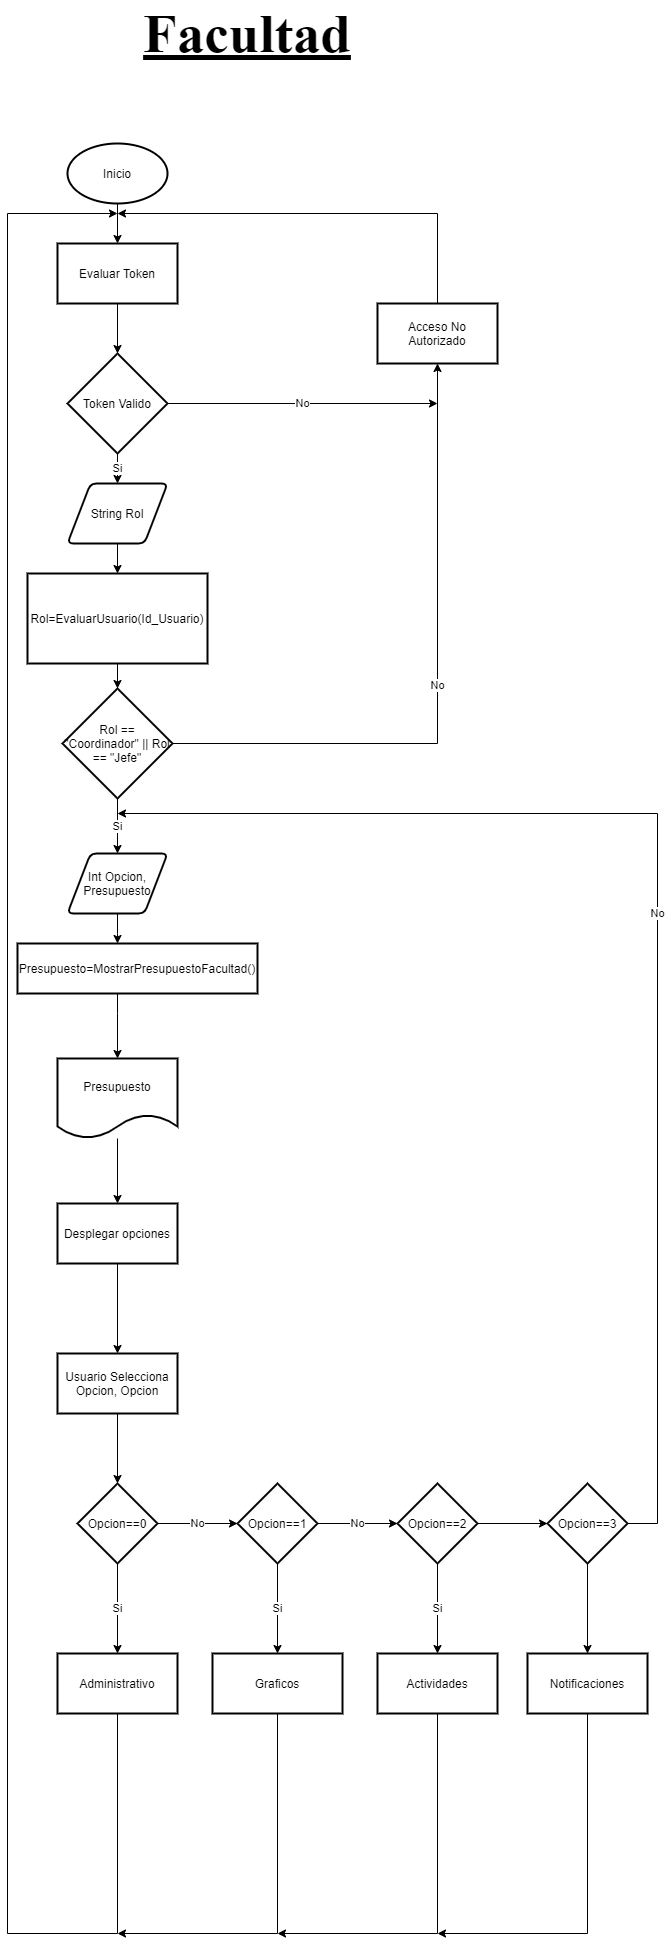 Facultad
Inicio
Evaluar Token
Acceso No
Autorizado
Token Valido
No
Si
String Rol
Rol=EvaluarUsuario(Id_Usuario)
No
Rol ==
"Coordinador" || Rol
== "Jefe"
Si
Int Opcion,
Presupuesto
No
Presupuesto=MostrarPresupuestoFacultad()
Presupuesto
Desplegar opciones
Usuario Selecciona
Opcion, Opcion
Opcion==0
No
Opcion==1
No
Opcion==2
Opcion==3
Si
Si
Si
Administrativo
Graficos
Actividades
Notificaciones